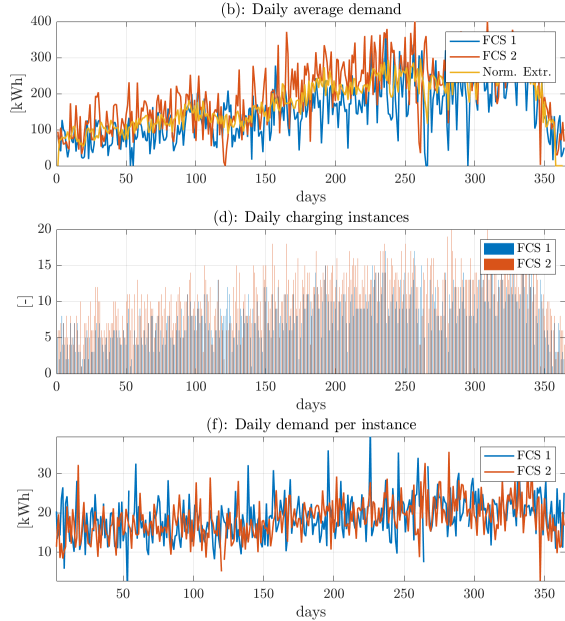 (b): Daily average demand
400
300
200
100
0
[kWh]
FCS 1
FCS 2
Norm. Extr.
0 50 100 150 200 250 300 350
days
(d): Daily charging instances
20
15
10
5
0
[-]
FCS 1
FCS 2
0 50 100 150 200 250 300 350
days
(f): Daily demand per instance
30
20
10
[kWh]
FCS 1
FCS 2
50 100 150 200 250 300 350
days